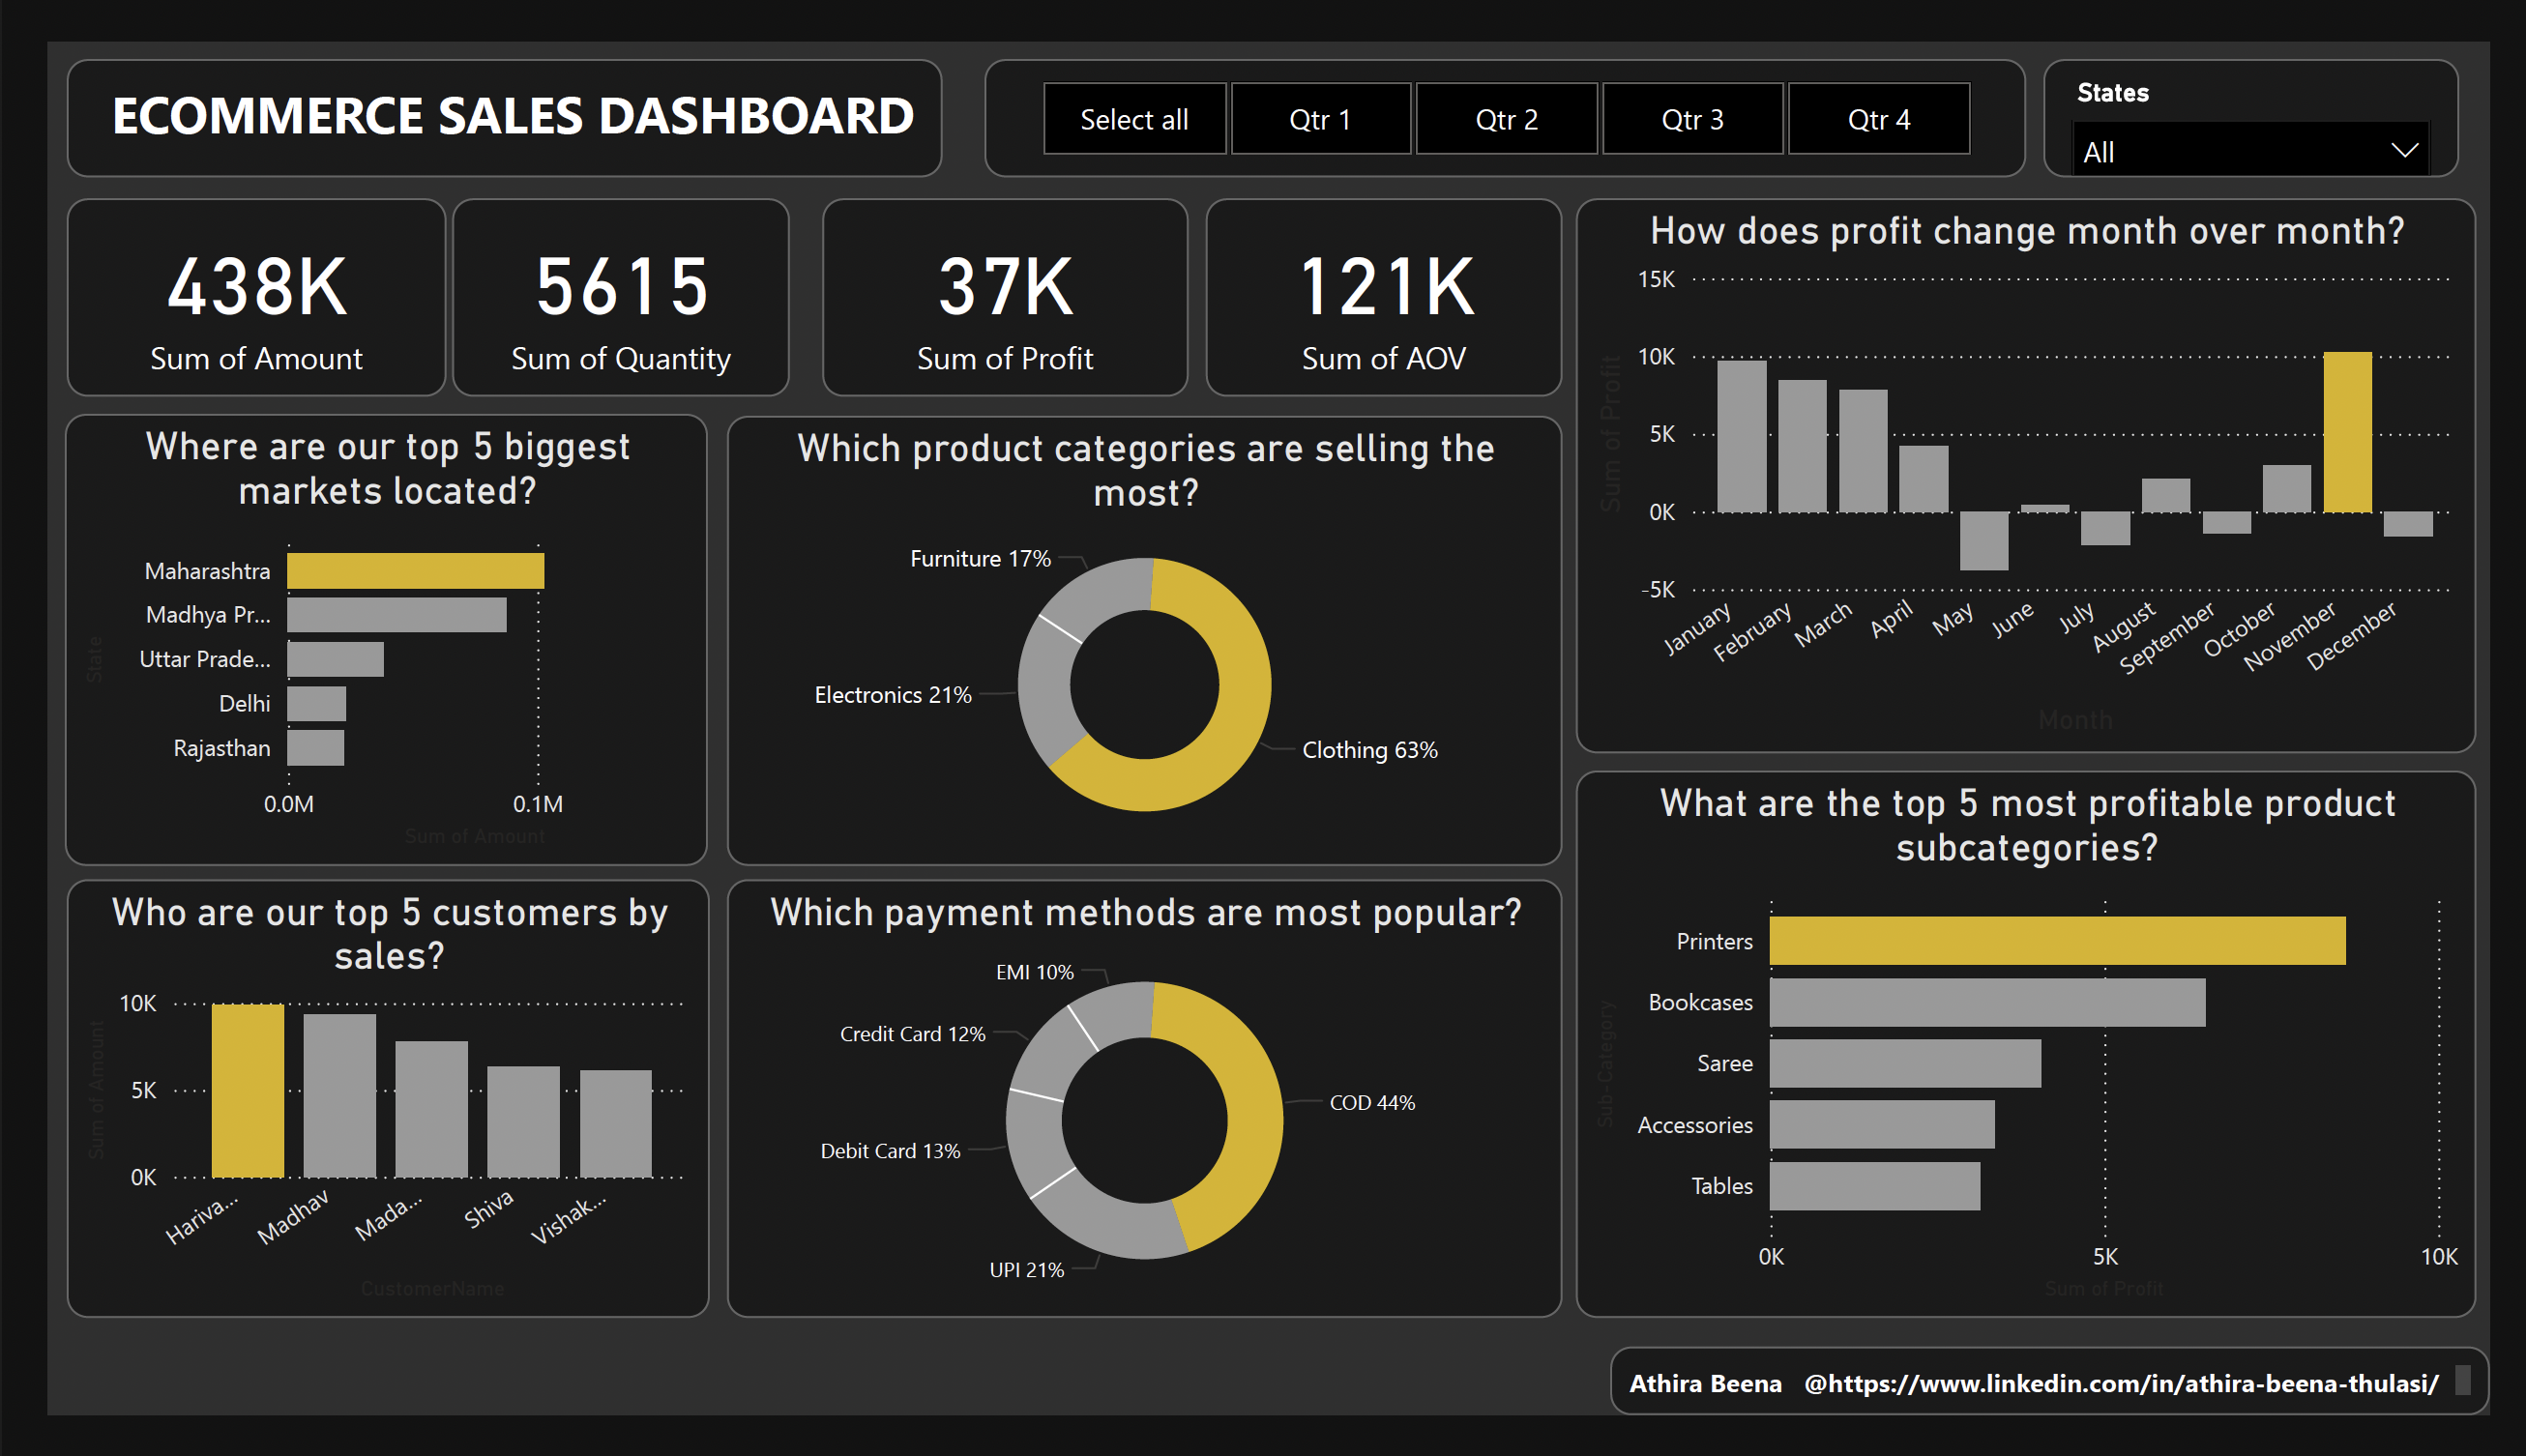 ECOMMERCE SALES DASHBOARD
Select all
Qtr 1
Qtr 2
Qtr 3
Qtr 4
States
All
438K
Sum of Amount
5615
Sum of Quantity
37K
Sum of Profit
121K
Sum of AOV
How does profit change month over month?
15K
10K
5K
0K
-5K
Sum of Profit
January
February
March
April
May
June
July
August
September
October
November
December
Month
Where are our top 5 biggest
markets located?
State
Maharashtra
Madhya Pr...
Uttar Prade...
Delhi
Rajasthan
0.0M
0.1M
Sum of Amount
Which product categories are selling the
most?
Furniture 17%
Electronics 21%
Clothing 63%
What are the top 5 most profitable product
subcategories?
Sub-Category
Printers
Bookcases
Saree
Accessories
Tables
0K
5K
10K
Sum of Profit
Who are our top 5 customers by
sales?
Sum of Amount
10K
5K
0K
Hariva...
Madhav
Mada...
Shiva
Vishak...
CustomerName
Which payment methods are most popular?
EMI 10%
Credit Card 12%
Debit Card 13%
UPI 21%
COD 44%
Athira Beena @https://www.linkedin.com/in/athira-beena-thulasi/